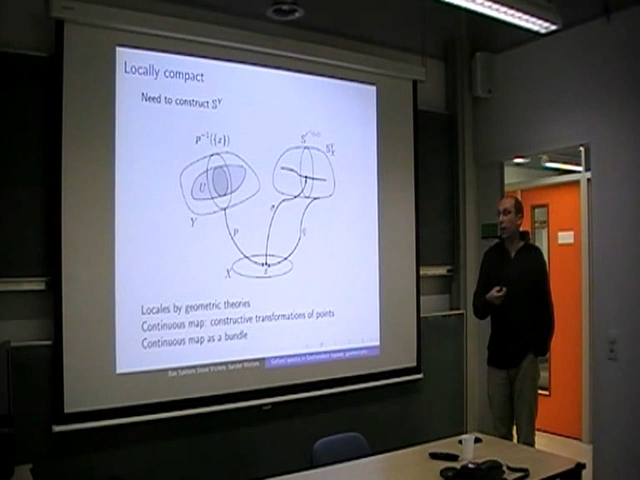 Locally compact
Need to construct 𝕊^Y
p⁻¹({x})
U
Y
p
q
X
Locales by geometric theories
Continuous map: constructive transformations of points
Continuous map as a bundle